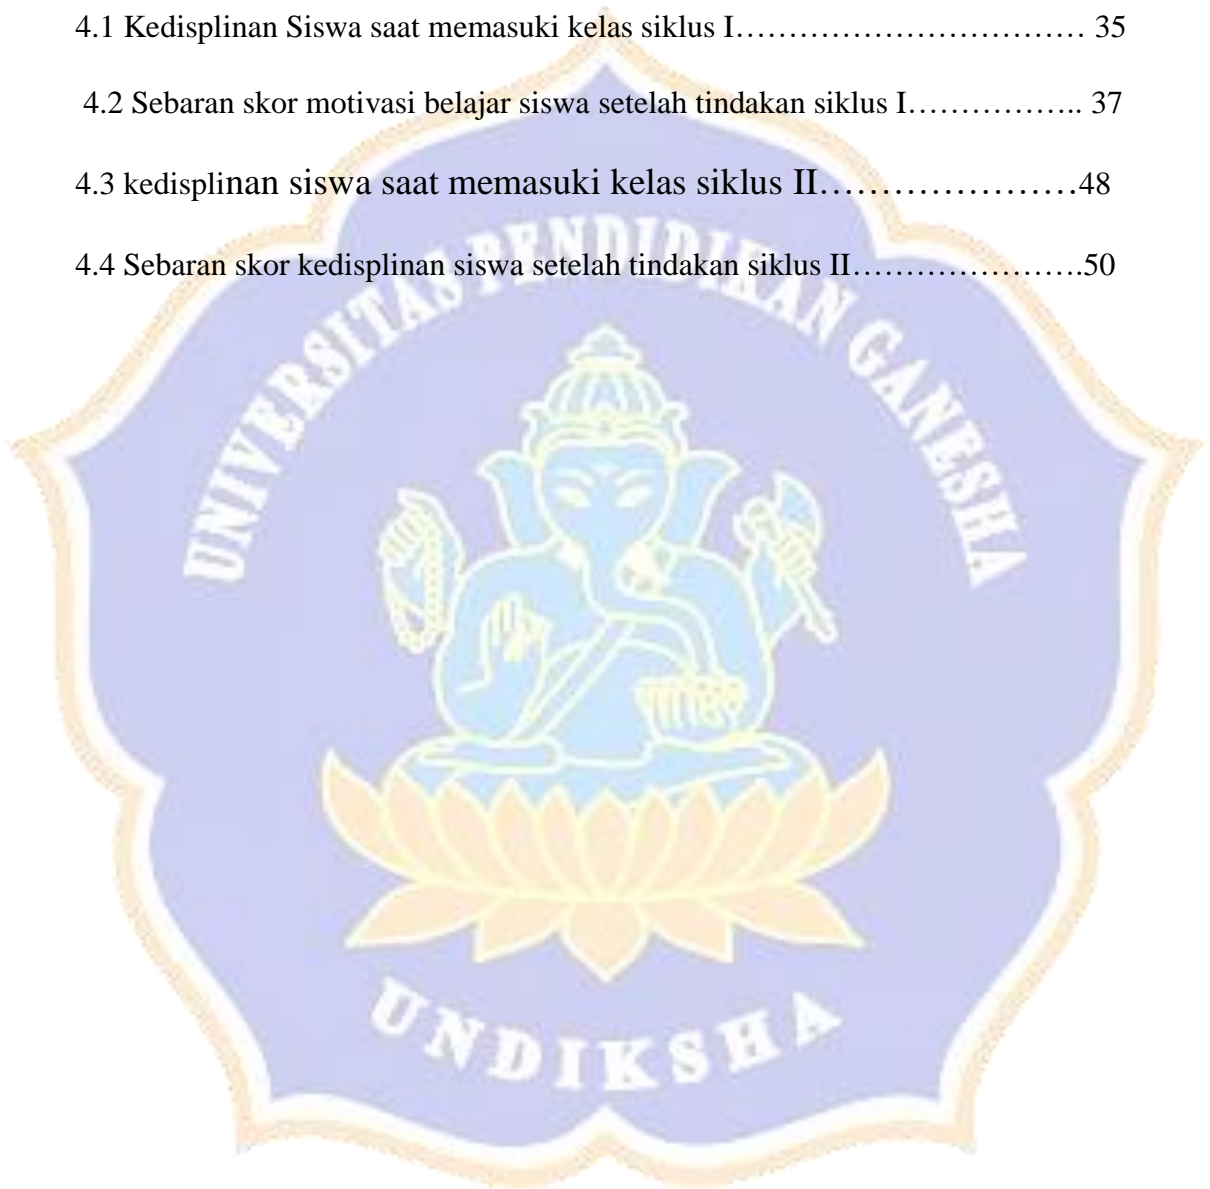 4.1 Kedisplinan Siswa saat memasuki kelas siklus I…………………………… 35
4.2 Sebaran skor motivasi belajar siswa setelah tindakan siklus I…………….. 37
4.3 kedisplinan siswa saat memasuki kelas siklus II…………………48
4.4 Sebaran skor kedisplinan siswa setelah tindakan siklus II………………….50
UNIVERSITAS PENDIDIKAN GANESHA
UNDIKSHA